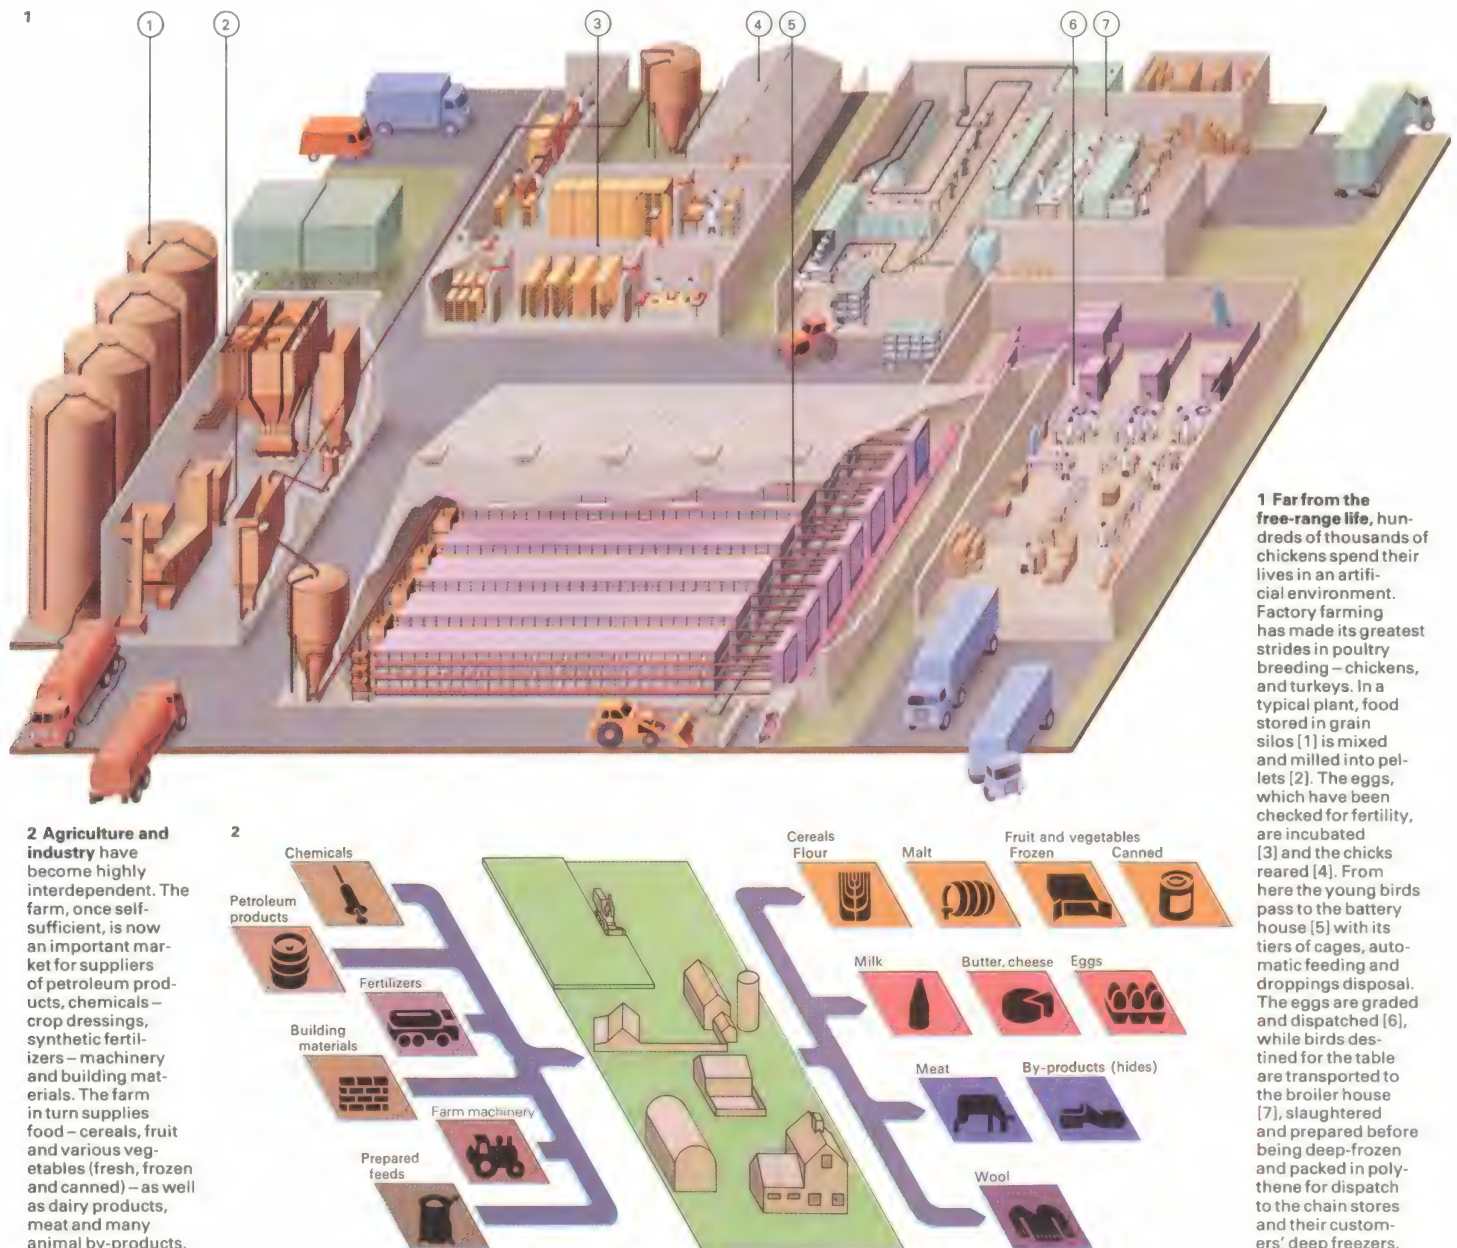 1
1
2
3
4
5
6
7
1 Far from the
free-range life, hun-
dreds of thousands of
chickens spend their
lives in an artifi-
cial environment.
Factory farming
has made its greatest
strides in poultry
breeding – chickens,
and turkeys. In a
typical plant, food
stored in grain
silos [1] is mixed
and milled into pel-
lets [2]. The eggs,
which have been
checked for fertility,
are incubated
[3] and the chicks
reared [4]. From
here the young birds
pass to the battery
house [5] with its
tiers of cages, auto-
matic feeding and
droppings disposal.
The eggs are graded
and dispatched [6],
while birds des-
tined for the table
are transported to
the broiler house
[7], slaughtered
and prepared before
being deep-frozen
and packed in poly-
thene for dispatch
to the chain stores
and their custom-
ers' deep freezers.
2 Agriculture and
industry have
become highly
interdependent. The
farm, once self-
sufficient, is now
an important mar-
ket for suppliers
of petroleum prod-
ucts, chemicals –
crop dressings,
synthetic fertil-
izers – machinery
and building mat-
erials. The farm
in turn supplies
food – cereals, fruit
and various veg-
etables (fresh, frozen
and canned) – as well
as dairy products,
meat and many
animal by-products.
2
Chemicals
Petroleum
products
Fertilizers
Building
materials
Farm machinery
Prepared
feeds
Cereals
Flour
Malt
Fruit and vegetables
Frozen
Canned
Milk
Butter, cheese
Eggs
Meat
By-products (hides)
Wool